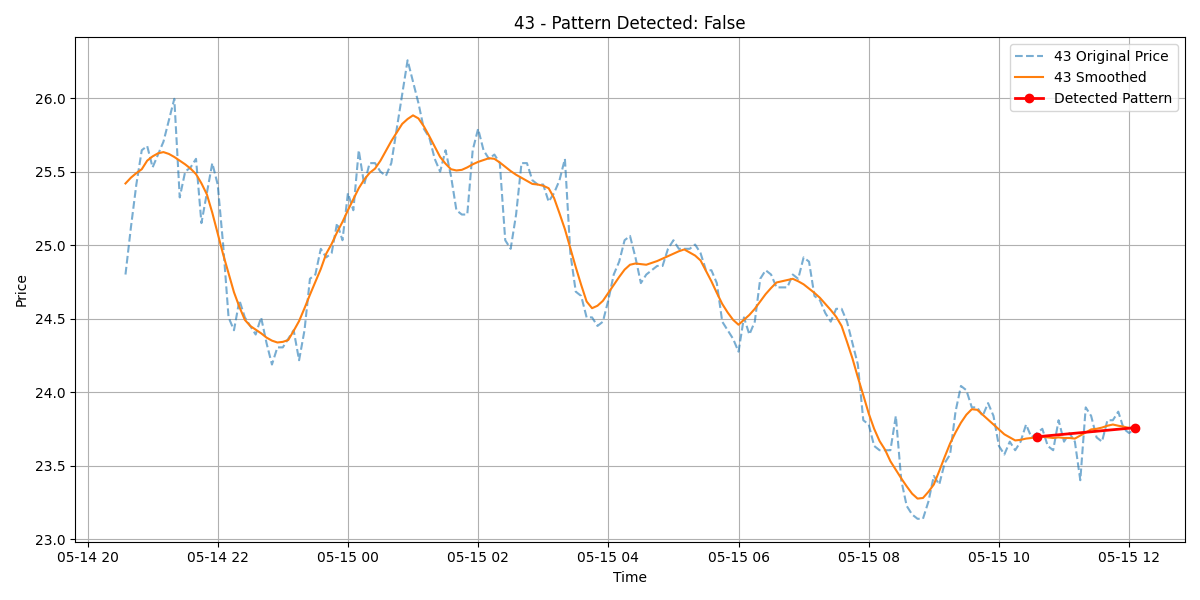 43 - Pattern Detected: False
43 Original Price
43 Smoothed
Detected Pattern
Price
26.0
25.5
25.0
24.5
24.0
23.5
23.0
05-14 20 05-14 22 05-15 00 05-15 02 05-15 04 05-15 06 05-15 08 05-15 10 05-15 12
Time